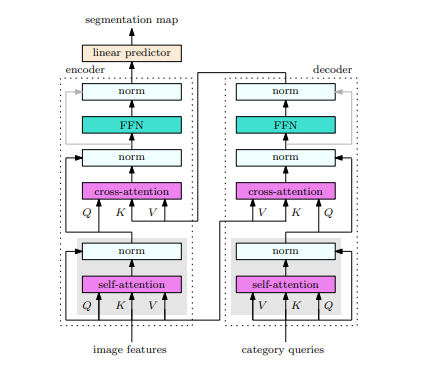 segmentation map
linear predictor
encoder
decoder
norm
norm
FFN
FFN
norm
norm
cross-attention
cross-attention
Q K V
V K Q
norm
norm
self-attention
self-attention
Q K V
V K Q
image features
category queries